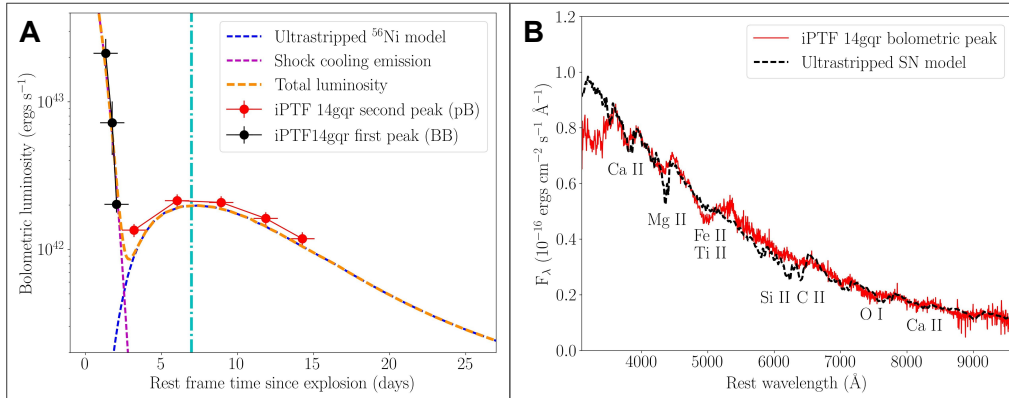 A
Bolometric luminosity (ergs s⁻¹)
10¹³
10¹²
Ultrastripped ⁵⁶Ni model
Shock cooling emission
Total luminosity
iPTF 14gqr second peak (pB)
iPTF14gqr first peak (BB)
0 5 10 15 20 25
Rest frame time since explosion (days)
B
F_λ (10⁻¹⁶ ergs cm⁻² s⁻¹ Å⁻¹)
1.2
1.0
0.8
0.6
0.4
0.2
0.0
iPTF 14gqr bolometric peak
Ultrastripped SN model
Ca II
Mg II
Fe II
Ti II
Si II C II
O I
Ca II
4000 5000 6000 7000 8000 9000
Rest wavelength (Å)